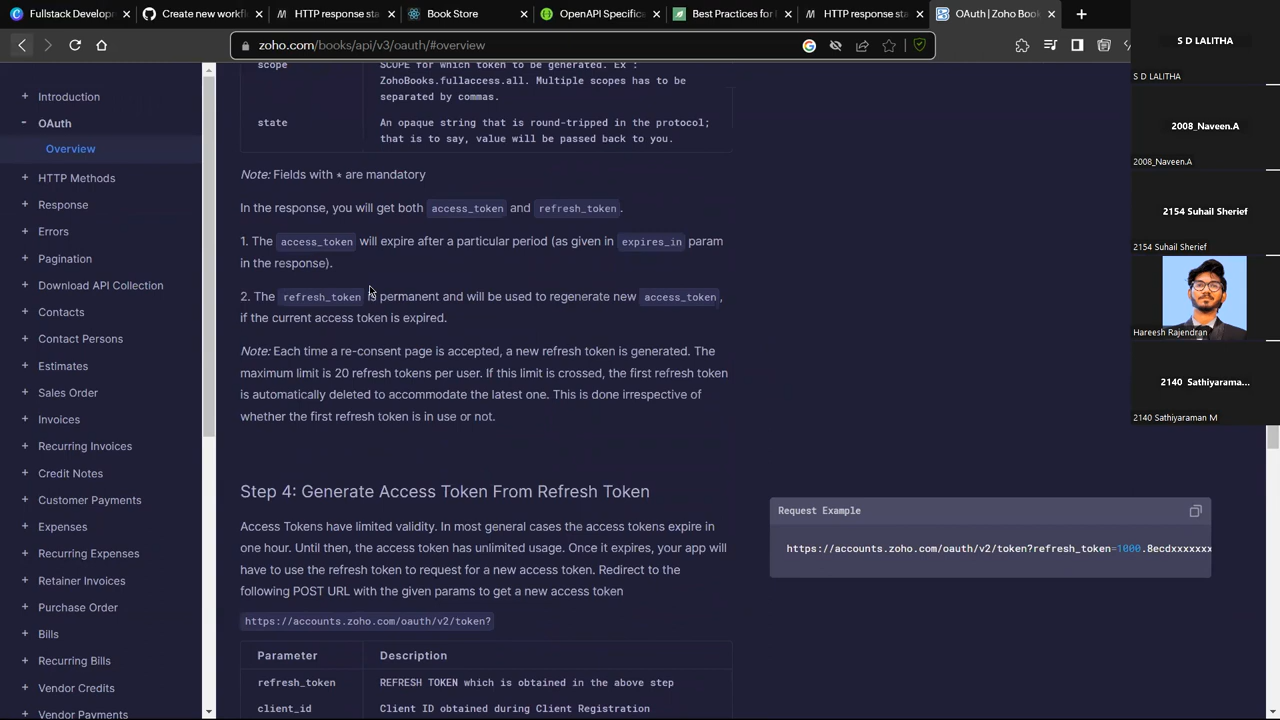 Fullstack Develop
Create new workfl
HTTP response sta
Book Store
OpenAPI Specifica
Best Practices for
HTTP response sta
OAuth | Zoho Boo
zoho.com/books/api/v3/oauth/#overview
Introduction
OAuth
Overview
HTTP Methods
Response
Errors
Pagination
Download API Collection
Contacts
Contact Persons
Estimates
Sales Order
Invoices
Recurring Invoices
Credit Notes
Customer Payments
Expenses
Recurring Expenses
Retainer Invoices
Purchase Order
Bills
Recurring Bills
Vendor Credits
Vendor Payments
scope SCOPE for which token to be generated. Ex :
ZohoBooks.fullaccess.all. Multiple scopes has to be
separated by commas.
state An opaque string that is round-tripped in the protocol;
that is to say, value will be passed back to you.
Note: Fields with * are mandatory
In the response, you will get both access_token and refresh_token.
1. The access_token will expire after a particular period (as given in expires_in param
in the response).
2. The refresh_token is permanent and will be used to regenerate new access_token,
if the current access token is expired.
Note: Each time a re-consent page is accepted, a new refresh token is generated. The
maximum limit is 20 refresh tokens per user. If this limit is crossed, the first refresh token
is automatically deleted to accommodate the latest one. This is done irrespective of
whether the first refresh token is in use or not.
Step 4: Generate Access Token From Refresh Token
Access Tokens have limited validity. In most general cases the access tokens expire in
one hour. Until then, the access token has unlimited usage. Once it expires, your app will
have to use the refresh token to request for a new access token. Redirect to the
following POST URL with the given params to get a new access token
https://accounts.zoho.com/oauth/v2/token?
Parameter Description
refresh_token REFRESH TOKEN which is obtained in the above step
client_id Client ID obtained during Client Registration
Request Example
https://accounts.zoho.com/oauth/v2/token?refresh_token=1000.8ecdxxxxxxx
S D LALITHA
S D LALITHA
2008_Naveen.A
2008_Naveen.A
2154 Suhail Sherief
2154 Suhail Sherief
Hareesh Rajendran
2140 Sathiyarama...
2140 Sathiyaraman M